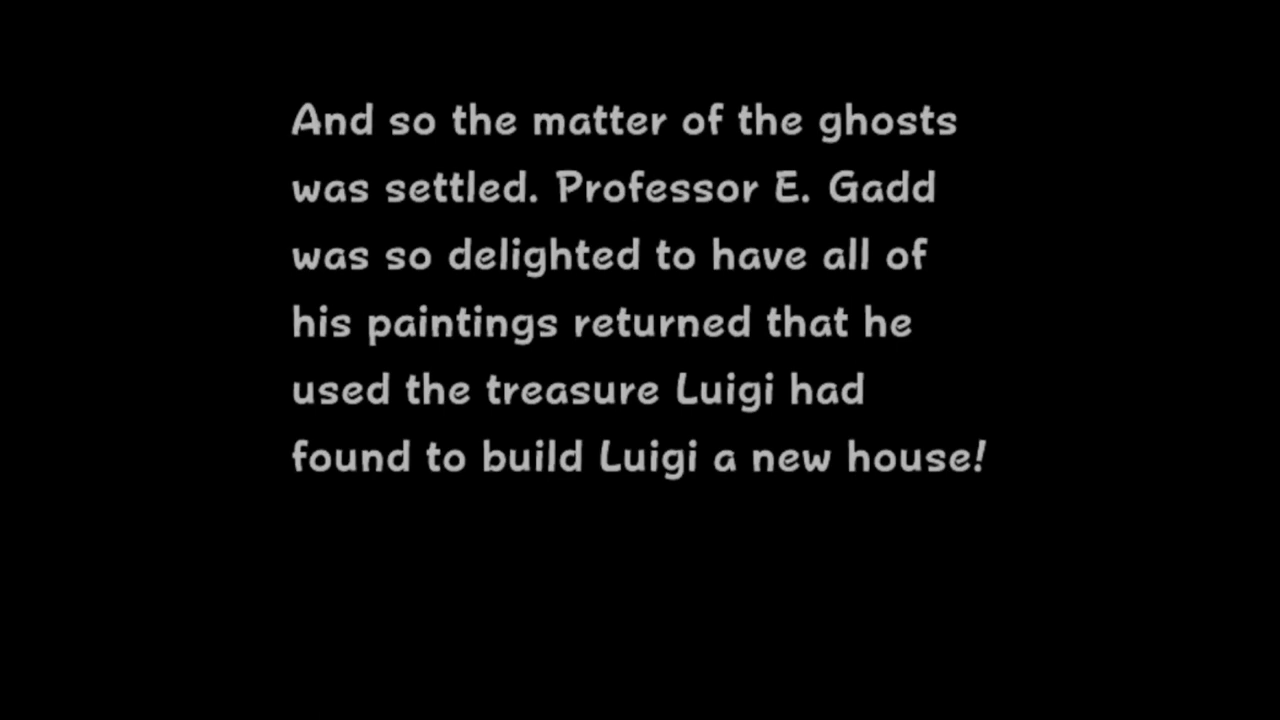 And so the matter of the ghosts
was settled. Professor E. Gadd
was so delighted to have all of
his paintings returned that he
used the treasure Luigi had
found to build Luigi a new house!